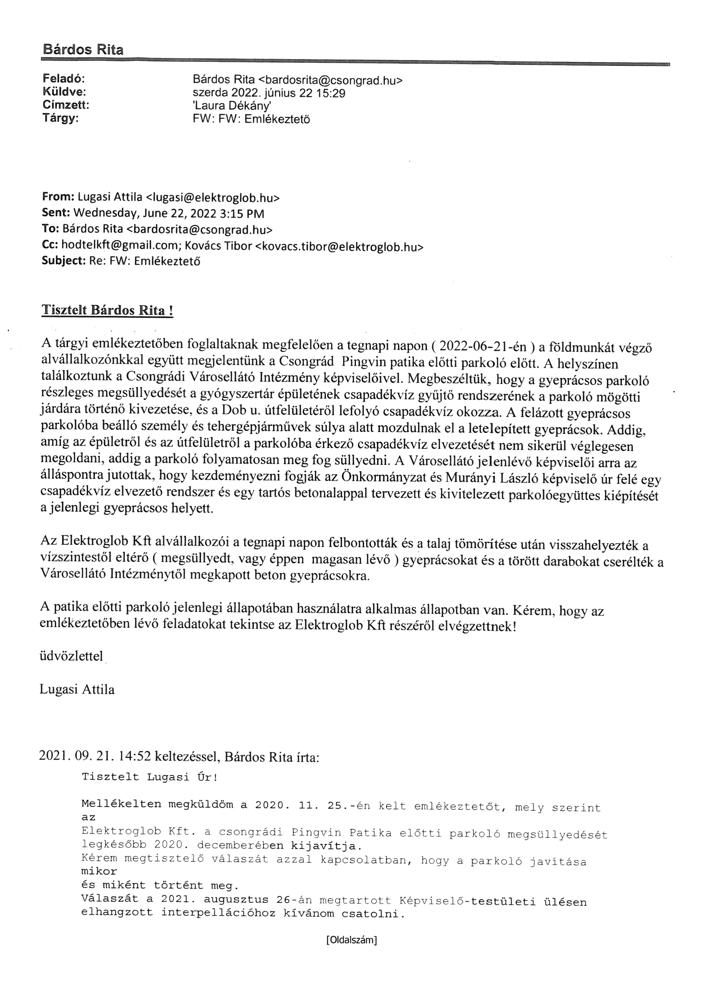 Bárdos Rita
Feladó: Bárdos Rita <bardosrita@csongrad.hu>
Küldve: szerda 2022. június 22 15:29
Címzett: 'Laura Dékány'
Tárgy: FW: FW: Emlékeztető
From: Lugasi Attila <lugasi@elektroglob.hu>
Sent: Wednesday, June 22, 2022 3:15 PM
To: Bárdos Rita <bardosrita@csongrad.hu>
Cc: hodtelkft@gmail.com; Kovács Tibor <kovacs.tibor@elektroglob.hu>
Subject: Re: FW: Emlékeztető
Tisztelt Bárdos Rita !
A tárgyi emlékeztetőben foglaltaknak megfelelően a tegnapi napon ( 2022-06-21-én ) a földmunkát végző
alvállalkozónkkal együtt megjelentünk a Csongrád  Pingvin patika előtti parkoló előtt. A helyszínen
találkoztunk a Csongrádi Városellátó Intézmény képviselőivel. Megbeszéltük, hogy a gyeprácsos parkoló
részleges megsüllyedését a gyógyszertár épületének csapadékvíz gyűjtő rendszerének a parkoló mögötti
járdára történő kivezetése, és a Dob u. útfelületéről lefolyó csapadékvíz okozza. A felázott gyeprácsos
parkolóba beálló személy és tehergépjárművek súlya alatt mozdulnak el a letelepített gyeprácsok. Addig,
amíg az épületről és az útfelületről a parkolóba érkező csapadékvíz elvezetését nem sikerül véglegesen
megoldani, addig a parkoló folyamatosan meg fog süllyedni. A Városellátó jelenlévő képviselői arra az
álláspontra jutottak, hogy kezdeményezni fogják az Önkormányzat és Murányi László képviselő úr felé egy
csapadékvíz elvezető rendszer és egy tartós betonalappal tervezett és kivitelezett parkolóegyüttes kiépítését
a jelenlegi gyeprácsos helyett.
Az Elektroglob Kft alvállalkozói a tegnapi napon felbontották és a talaj tömörítése után visszahelyezték a
vízszintestől eltérő ( megsüllyedt, vagy éppen  magasan lévő ) gyeprácsokat és a törött darabokat cserélték a
Városellátó Intézménytől megkapott beton gyeprácsokra.
A patika előtti parkoló jelenlegi állapotában használatra alkalmas állapotban van. Kérem, hogy az
emlékeztetőben lévő feladatokat tekintse az Elektroglob Kft részéről elvégzettnek!
üdvözlettel
Lugasi Attila
2021. 09. 21. 14:52 keltezéssel, Bárdos Rita írta:
Tisztelt Lugasi Úr!
Mellékelten megküldöm a 2020. 11. 25.-én kelt emlékeztetőt, mely szerint
az
Elektroglob Kft. a csongrádi Pingvin Patika előtti parkoló megsüllyedését
legkésőbb 2020. decemberében kijavítja.
Kérem megtisztelő válaszát azzal kapcsolatban, hogy a parkoló javítása
mikor
és miként történt meg.
Válaszát a 2021. augusztus 26-án megtartott Képviselő-testületi ülésen
elhangzott interpellációhoz kívánom csatolni.
[Oldalszám]